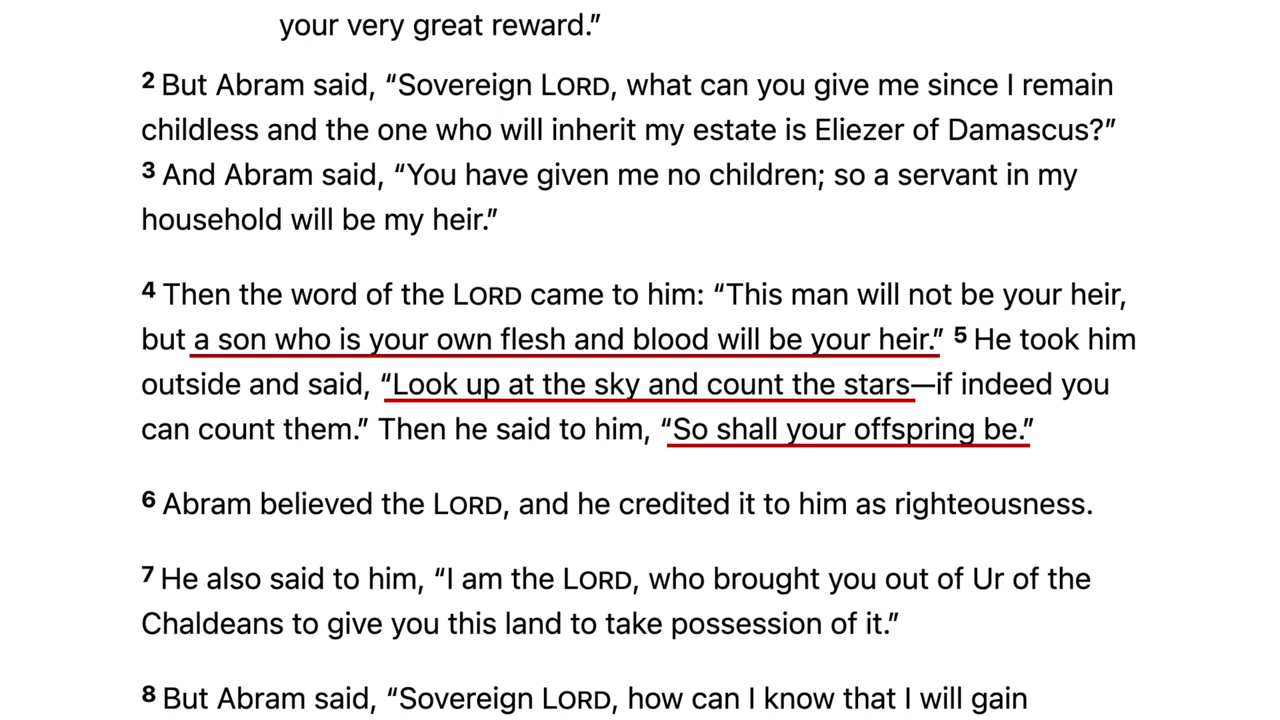 your very great reward.”
2 But Abram said, “Sovereign LORD, what can you give me since I remain
childless and the one who will inherit my estate is Eliezer of Damascus?”
3 And Abram said, “You have given me no children; so a servant in my
household will be my heir.”
4 Then the word of the LORD came to him: “This man will not be your heir,
but a son who is your own flesh and blood will be your heir.” 5 He took him
outside and said, “Look up at the sky and count the stars—if indeed you
can count them.” Then he said to him, “So shall your offspring be.”
6 Abram believed the LORD, and he credited it to him as righteousness.
7 He also said to him, “I am the LORD, who brought you out of Ur of the
Chaldeans to give you this land to take possession of it.”
8 But Abram said, “Sovereign LORD, how can I know that I will gain